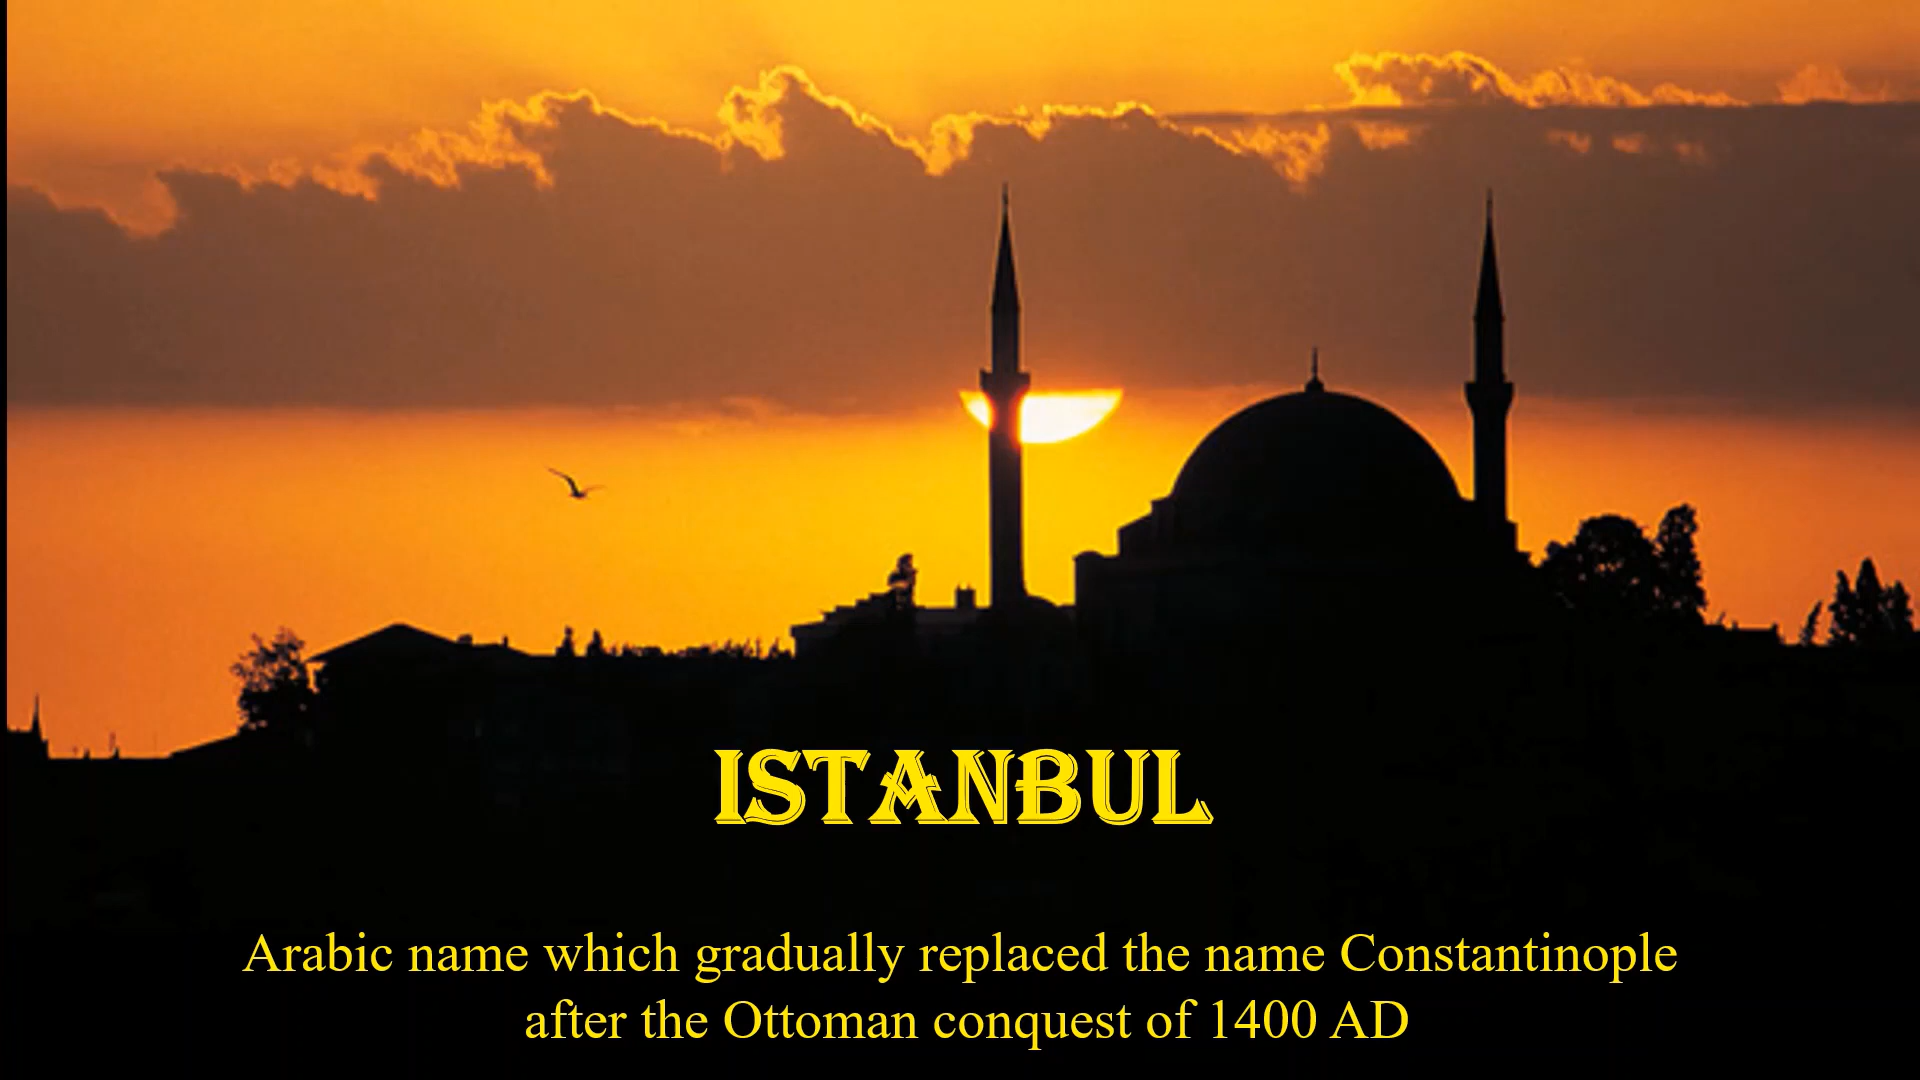 ISTANBUL
Arabic name which gradually replaced the name Constantinople
after the Ottoman conquest of 1400 AD